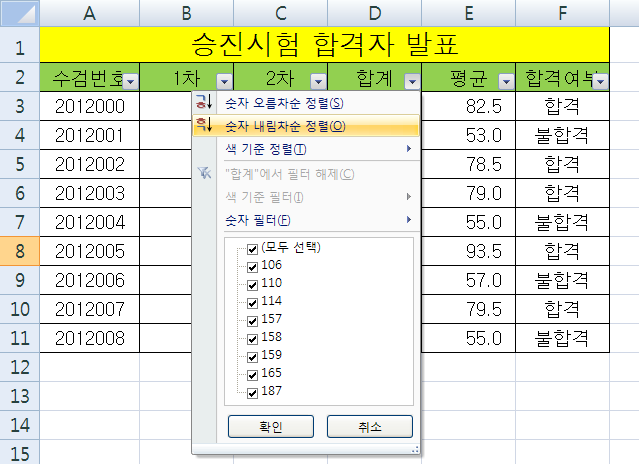 A B C D E F
1 승진시험 합격자 발표
2 수검번호 1차 2차 합계 평균 합격여부
3 2012000 82.5 합격
4 2012001 53.0 불합격
5 2012002 78.5 합격
6 2012003 79.0 합격
7 2012004 55.0 불합격
8 2012005 93.5 합격
9 2012006 57.0 불합격
10 2012007 79.5 합격
11 2012008 55.0 불합격
12
13
14
15
숫자 오름차순 정렬(S)
숫자 내림차순 정렬(O)
색 기준 정렬(T)
"합계"에서 필터 해제(C)
색 기준 필터(I)
숫자 필터(F)
(모두 선택)
106
110
114
157
158
159
165
187
확인 취소